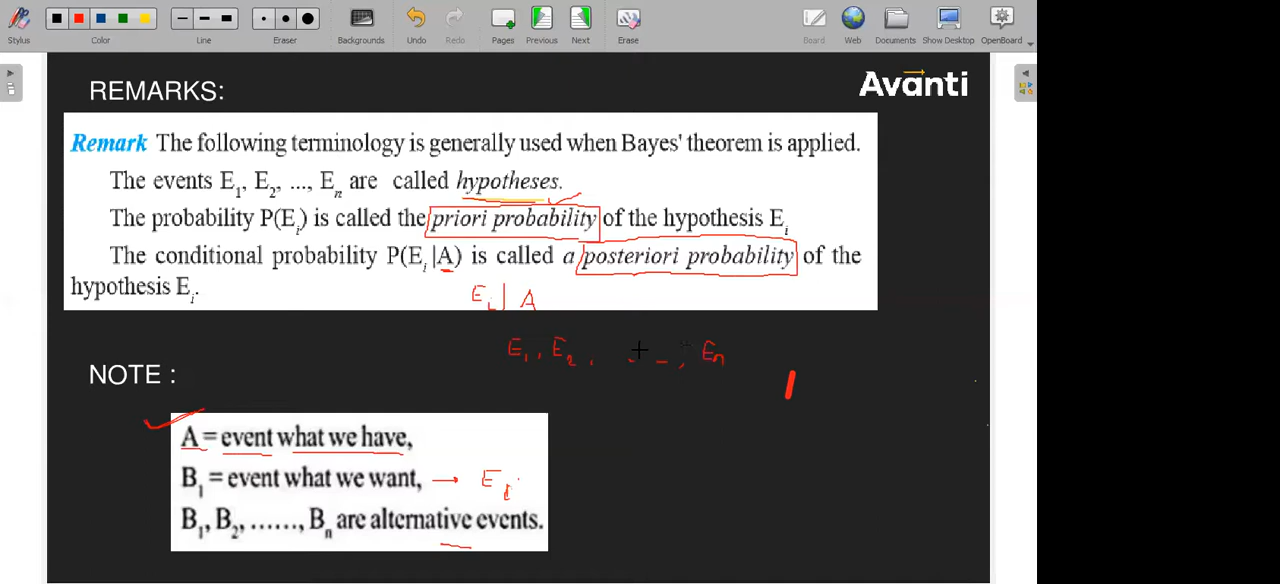 Stylus Color Line Eraser Backgrounds Undo Redo Pages Previous Next Erase Board Web Documents Show Desktop OpenBoard
REMARKS:
Avanti
Remark The following terminology is generally used when Bayes' theorem is applied.
The events E1, E2, ..., En are called hypotheses.
The probability P(Ei) is called the priori probability of the hypothesis Ei
The conditional probability P(Ei |A) is called a posteriori probability of the
hypothesis Ei.
Ei | A
E1, E2, - -, En
NOTE :
A = event what we have,
B1 = event what we want, → Ei
B1, B2, ……, Bn are alternative events.